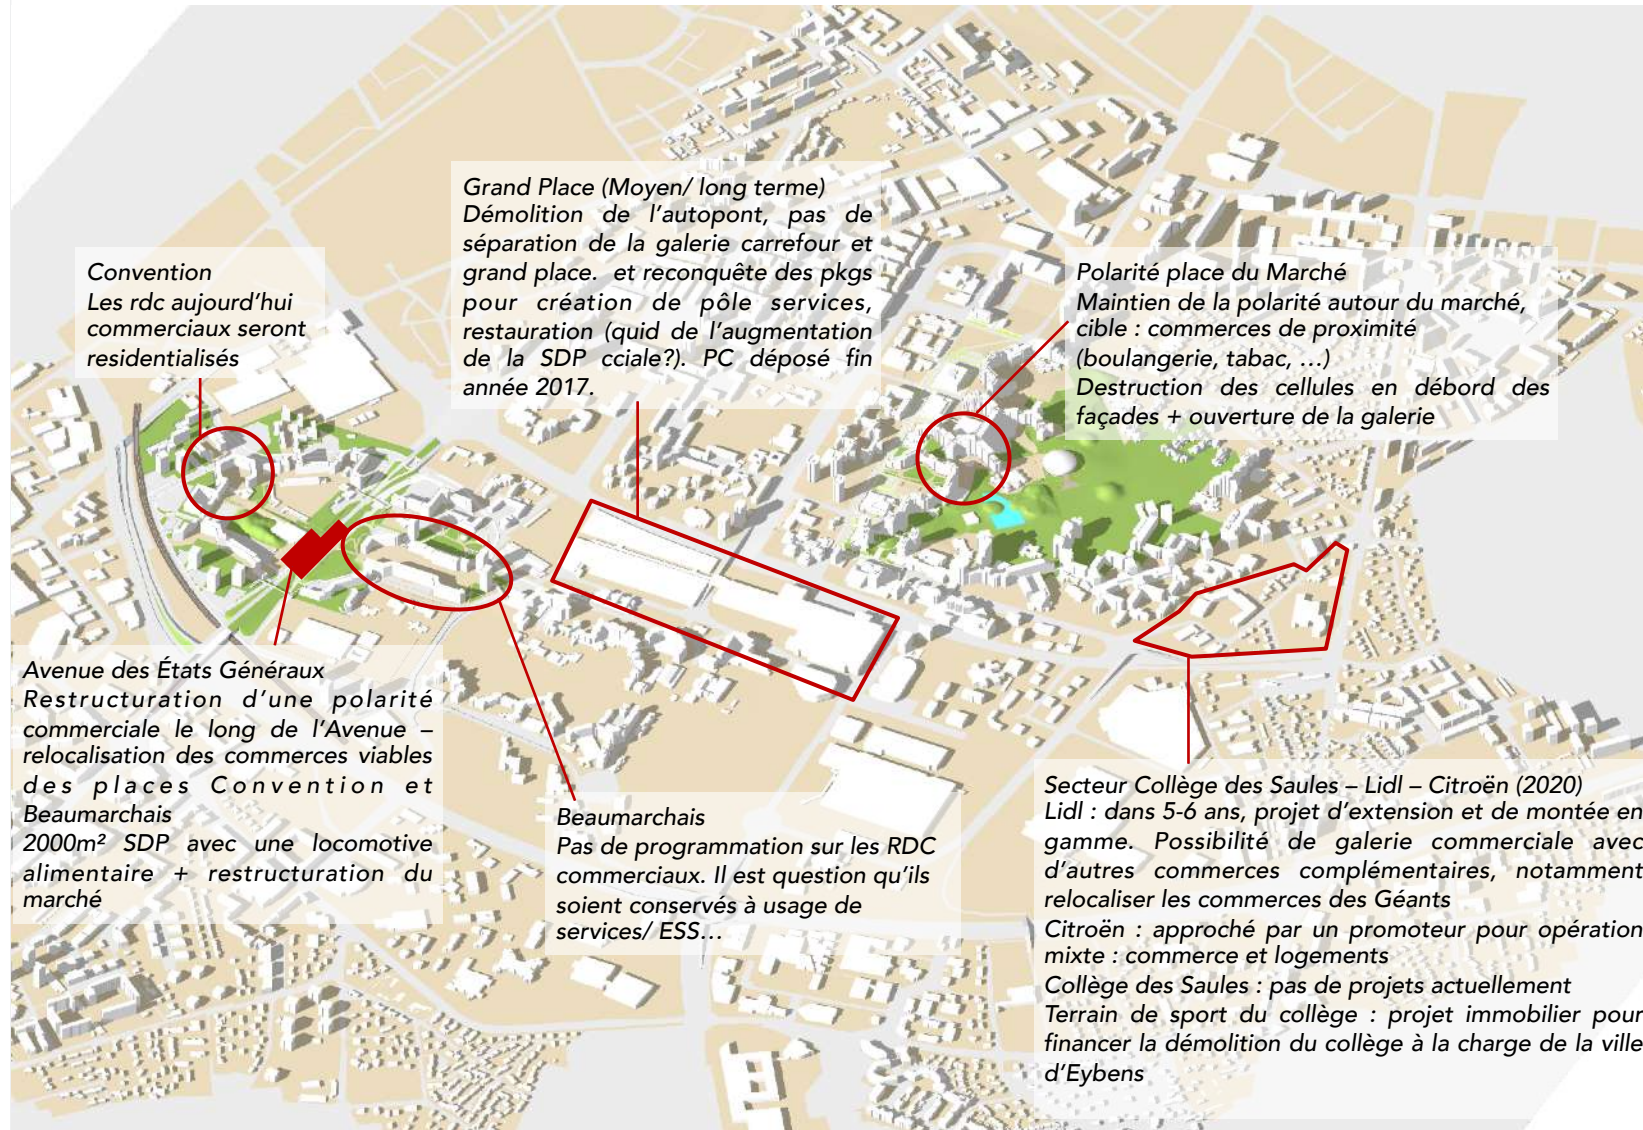 Grand Place (Moyen/ long terme)
Démolition de l'autopont, pas de
séparation de la galerie carrefour et
grand place. et reconquête des pkgs
pour création de pôle services,
restauration (quid de l'augmentation
de la SDP cciale?). PC déposé fin
année 2017.
Convention
Les rdc aujourd'hui
commerciaux seront
residentialisés
Polarité place du Marché
Maintien de la polarité autour du marché,
cible : commerces de proximité
(boulangerie, tabac, …)
Destruction des cellules en débord des
façades + ouverture de la galerie
Avenue des États Généraux
Restructuration d'une polarité
commerciale le long de l'Avenue –
relocalisation des commerces viables
des places Convention et
Beaumarchais
2000m² SDP avec une locomotive
alimentaire + restructuration du
marché
Beaumarchais
Pas de programmation sur les RDC
commerciaux. Il est question qu'ils
soient conservés à usage de
services/ ESS…
Secteur Collège des Saules – Lidl – Citroën (2020)
Lidl : dans 5-6 ans, projet d'extension et de montée en
gamme. Possibilité de galerie commerciale avec
d'autres commerces complémentaires, notamment
relocaliser les commerces des Géants
Citroën : approché par un promoteur pour opération
mixte : commerce et logements
Collège des Saules : pas de projets actuellement
Terrain de sport du collège : projet immobilier pour
financer la démolition du collège à la charge de la ville
d'Eybens